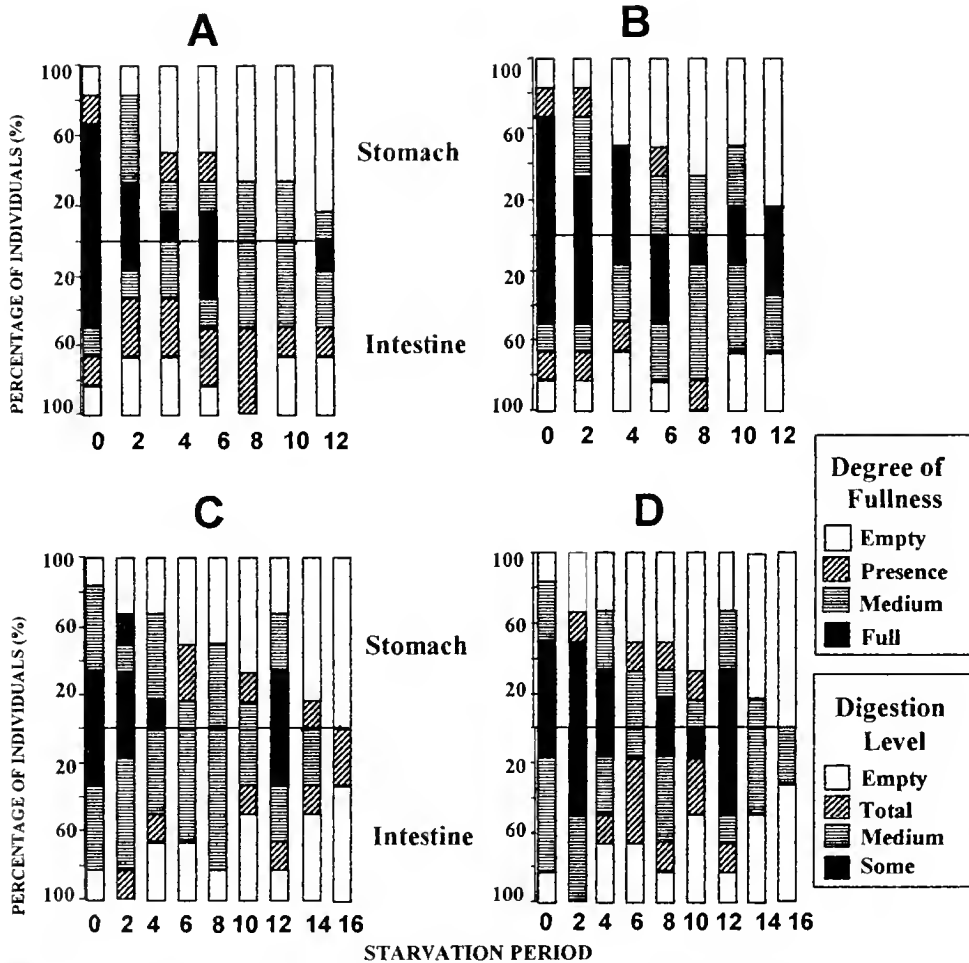 A
B
100
60
20
20
60
100
Stomach
Intestine
PERCENTAGE OF INDIVIDUALS (%)
0 2 4 6 8 10 12
100
60
20
20
60
100
0 2 4 6 8 10 12
Degree of
Fullness
Empty
Presence
Medium
Full
C
D
100
60
20
20
60
100
Stomach
Intestine
PERCENTAGE OF INDIVIDUALS (%)
0 2 4 6 8 10 12 14 16
100
60
20
20
60
100
0 2 4 6 8 10 12 14 16
Digestion
Level
Empty
Total
Medium
Some
STARVATION PERIOD